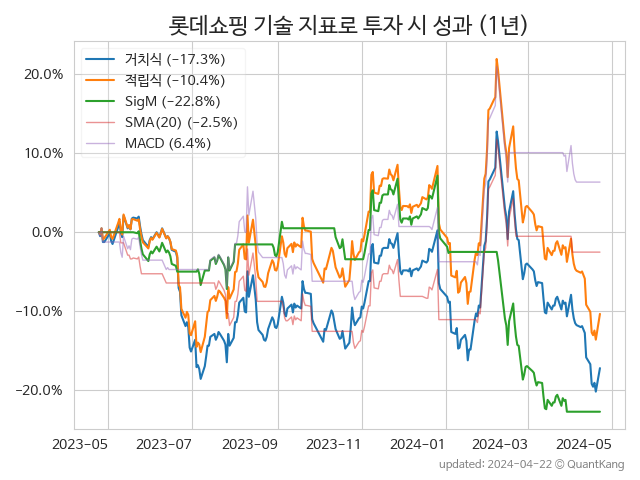 롯데쇼핑 기술 지표로 투자 시 성과 (1년)
거치식 (−17.3%)
적립식 (−10.4%)
SigM (−22.8%)
SMA(20) (−2.5%)
MACD (6.4%)
20.0%
10.0%
0.0%
−10.0%
−20.0%
2023-05 2023-07 2023-09 2023-11 2024-01 2024-03 2024-05
updated: 2024-04-22 © QuantKang